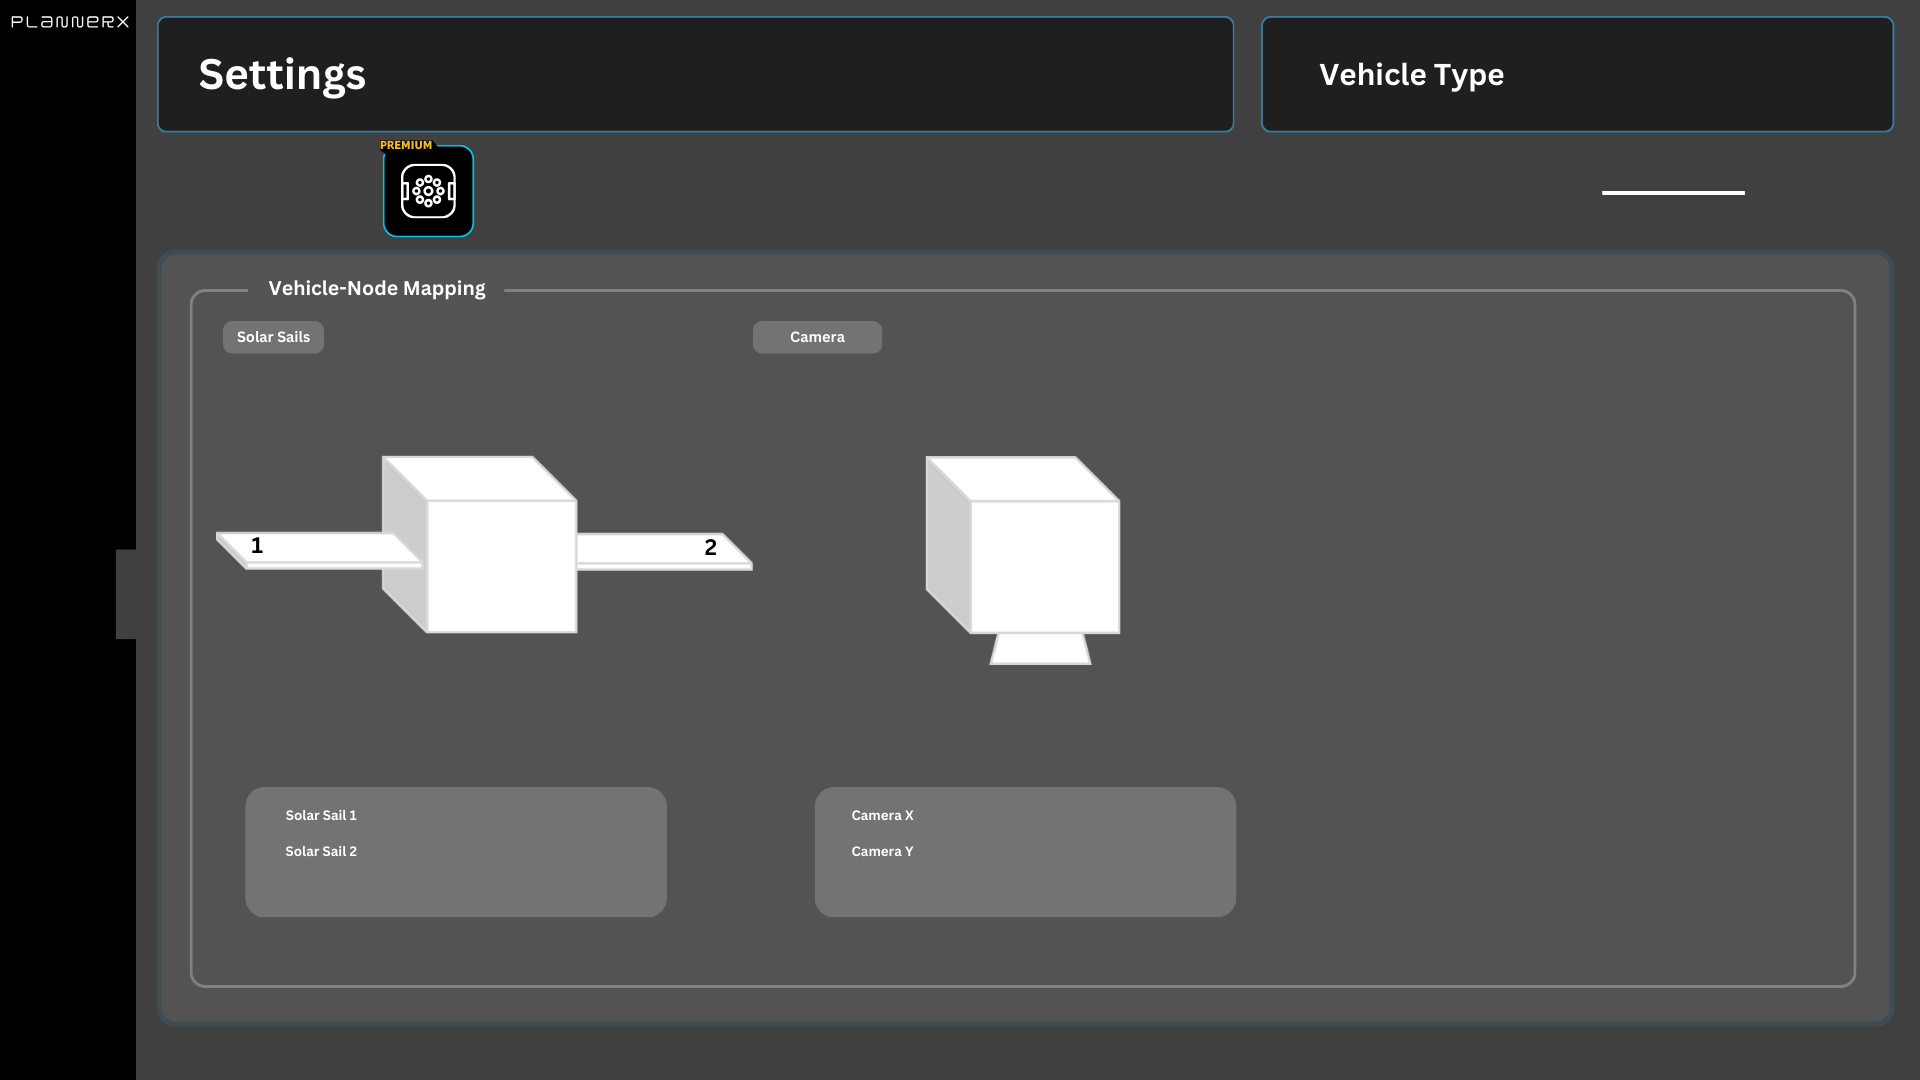 PLANNERX
Settings
Vehicle Type
PREMIUM
Vehicle-Node Mapping
Solar Sails
Camera
1
2
Solar Sail 1
Solar Sail 2
Camera X
Camera Y